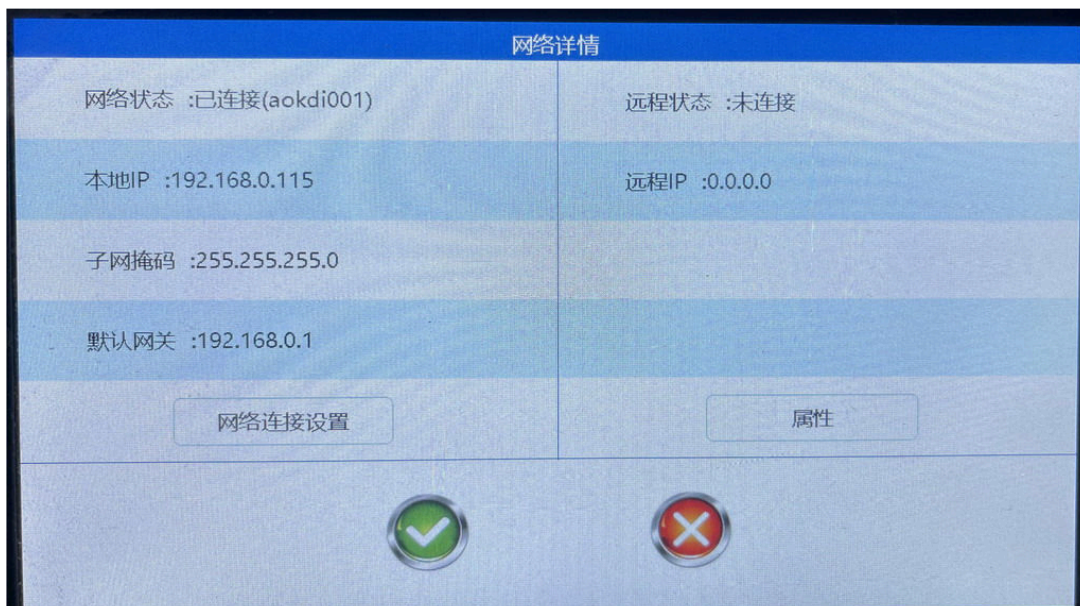 网络详情
网络状态 :已连接(aokdi001)
远程状态 :未连接
本地IP :192.168.0.115
远程IP :0.0.0.0
子网掩码 :255.255.255.0
默认网关 :192.168.0.1
网络连接设置
属性